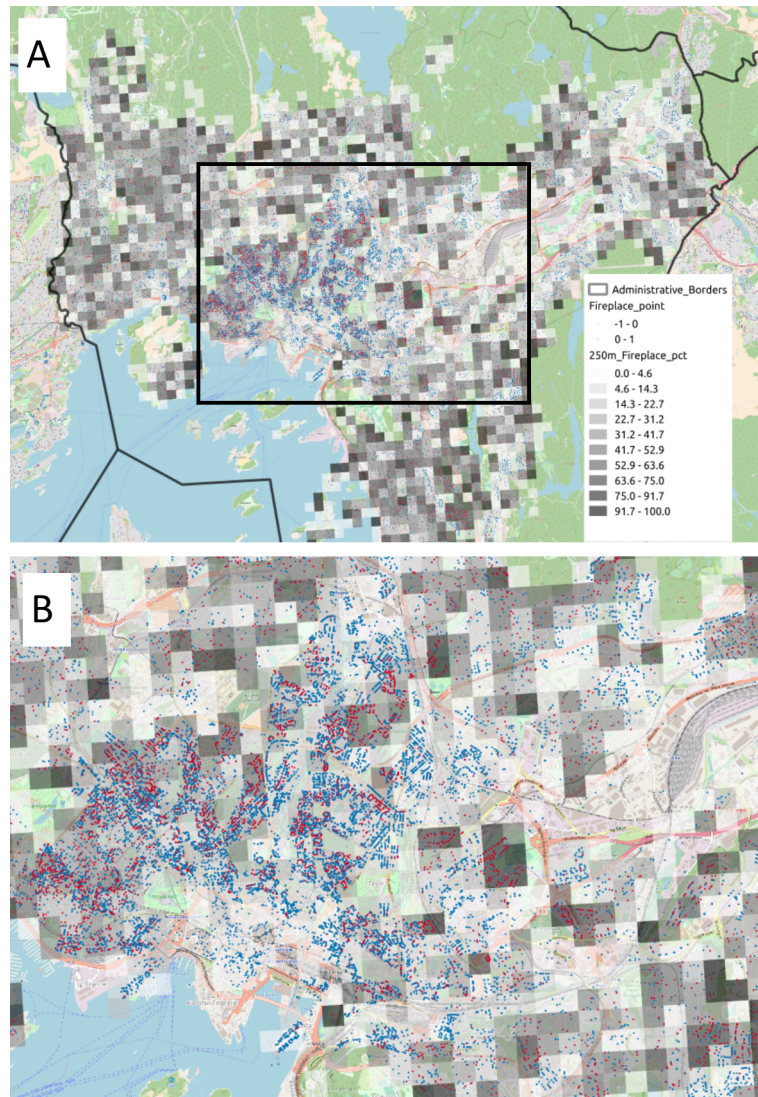 A
Administrative_Borders
Fireplace_point
-1 - 0
0 - 1
250m_Fireplace_pct
0.0 - 4.6
4.6 - 14.3
14.3 - 22.7
22.7 - 31.2
31.2 - 41.7
41.7 - 52.9
52.9 - 63.6
63.6 - 75.0
75.0 - 91.7
91.7 - 100.0
B